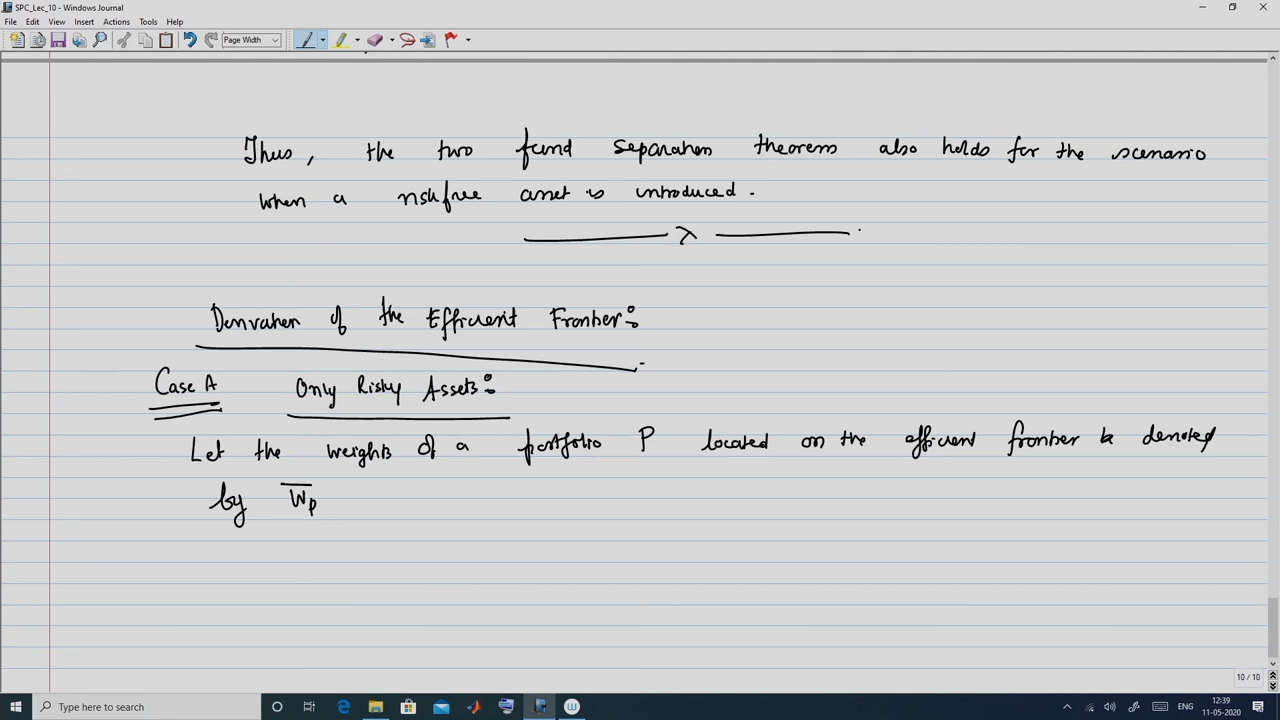 SPC_Lec_10 - Windows Journal
File Edit View Insert Actions Tools Help
Page Width
Thus, the two fund separation theorem also holds for the scenario
when a riskfree asset is introduced.
Derivation of the Efficient Frontier:
Case A Only Risky Assets:
Let the weights of a portfolio P located on the efficient frontier be denoted
by W̅p
10 / 10
Type here to search
12:39
11-05-2020